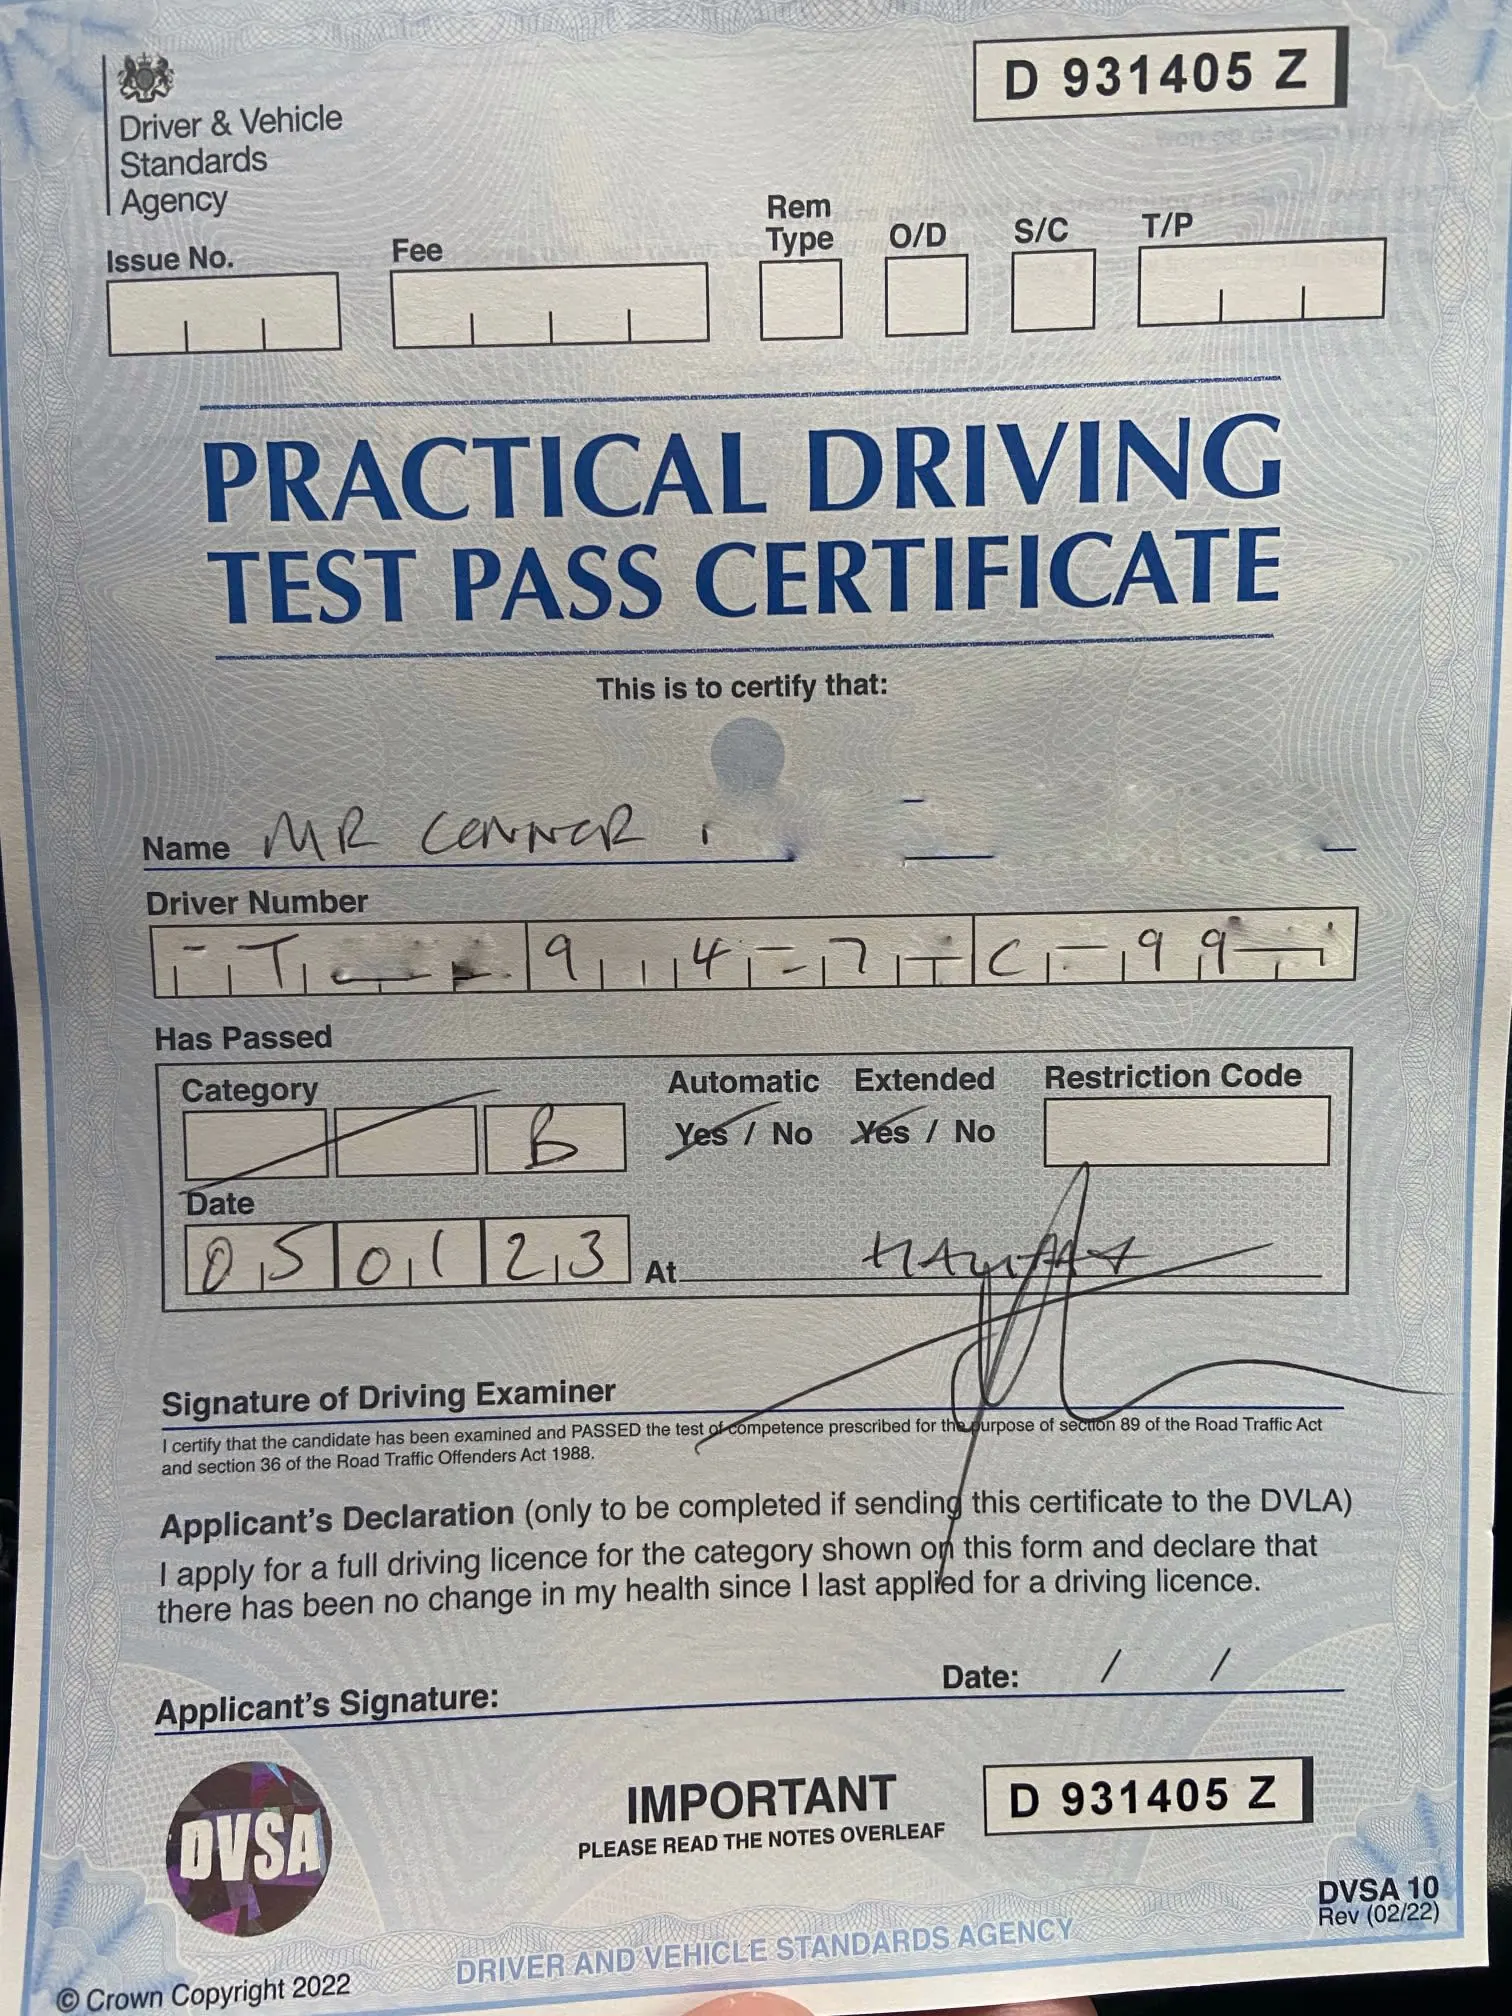 D 931405 Z
Driver & Vehicle
Standards
Agency
Issue No.
Fee
Rem
Type
O/D
S/C
T/P
PRACTICAL DRIVING
TEST PASS CERTIFICATE
This is to certify that:
Name MR CONNOR
Driver Number
T 9 4 7 C 9 9
Has Passed
Category
Automatic
Extended
Restriction Code
B
Yes / No
Yes / No
Date
050123
At
Signature of Driving Examiner
I certify that the candidate has been examined and PASSED the test of competence prescribed for the purpose of section 89 of the Road Traffic Act
and section 36 of the Road Traffic Offenders Act 1988.
Applicant's Declaration (only to be completed if sending this certificate to the DVLA)
I apply for a full driving licence for the category shown on this form and declare that
there has been no change in my health since I last applied for a driving licence.
Applicant's Signature:
Date: / /
DVSA
IMPORTANT
PLEASE READ THE NOTES OVERLEAF
D 931405 Z
DVSA 10
Rev (02/22)
DRIVER AND VEHICLE STANDARDS AGENCY
© Crown Copyright 2022